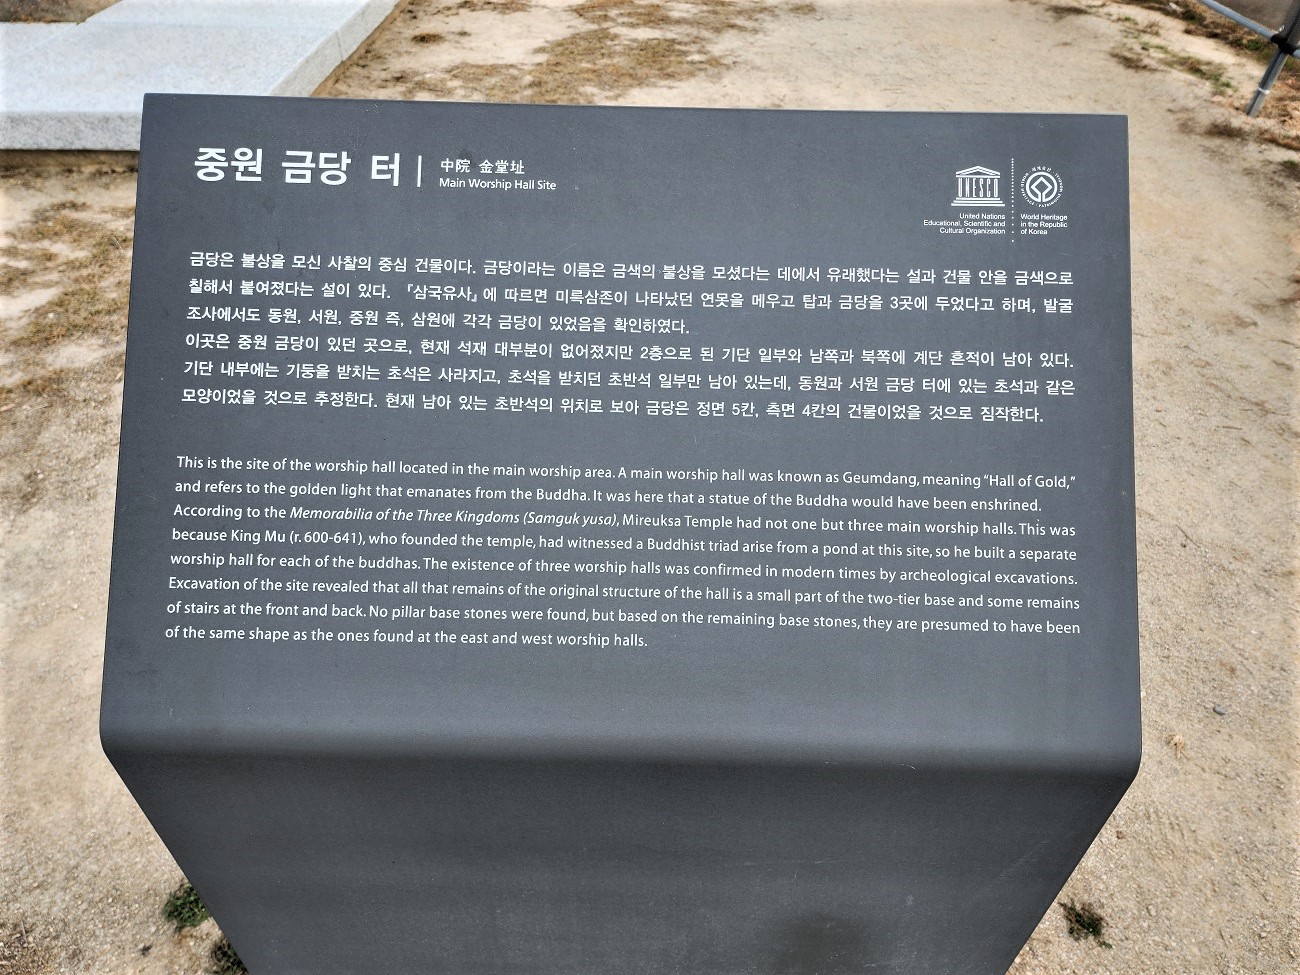 중원 금당 터
中院 金堂址
Main Worship Hall Site
UNESCO
United Nations
Educational, Scientific and
Cultural Organization
World Heritage
in the Republic
of Korea
금당은 불상을 모신 사찰의 중심 건물이다. 금당이라는 이름은 금색의 불상을 모셨다는 데에서 유래했다는 설과 건물 안을 금색으로
칠해서 붙여졌다는 설이 있다. 『삼국유사』에 따르면 미륵삼존이 나타났던 연못을 메우고 탑과 금당을 3곳에 두었다고 하며, 발굴
조사에서도 동원, 서원, 중원 즉, 삼원에 각각 금당이 있었음을 확인하였다.
이곳은 중원 금당이 있던 곳으로, 현재 석재 대부분이 없어졌지만 2층으로 된 기단 일부와 남쪽과 북쪽에 계단 흔적이 남아 있다.
기단 내부에는 기둥을 받치는 초석은 사라지고, 초석을 받치던 초반석 일부만 남아 있는데, 동원과 서원 금당 터에 있는 초석과 같은
모양이었을 것으로 추정한다. 현재 남아 있는 초반석의 위치로 보아 금당은 정면 5칸, 측면 4칸의 건물이었을 것으로 짐작한다.
This is the site of the worship hall located in the main worship area. A main worship hall was known as Geumdang, meaning “Hall of Gold,”
and refers to the golden light that emanates from the Buddha. It was here that a statue of the Buddha would have been enshrined.
According to the Memorabilia of the Three Kingdoms (Samguk yusa), Mireuksa Temple had not one but three main worship halls. This was
because King Mu (r. 600-641), who founded the temple, had witnessed a Buddhist triad arise from a pond at this site, so he built a separate
worship hall for each of the buddhas. The existence of three worship halls was confirmed in modern times by archeological excavations.
Excavation of the site revealed that all that remains of the original structure of the hall is a small part of the two-tier base and some remains
of stairs at the front and back. No pillar base stones were found, but based on the remaining base stones, they are presumed to have been
of the same shape as the ones found at the east and west worship halls.